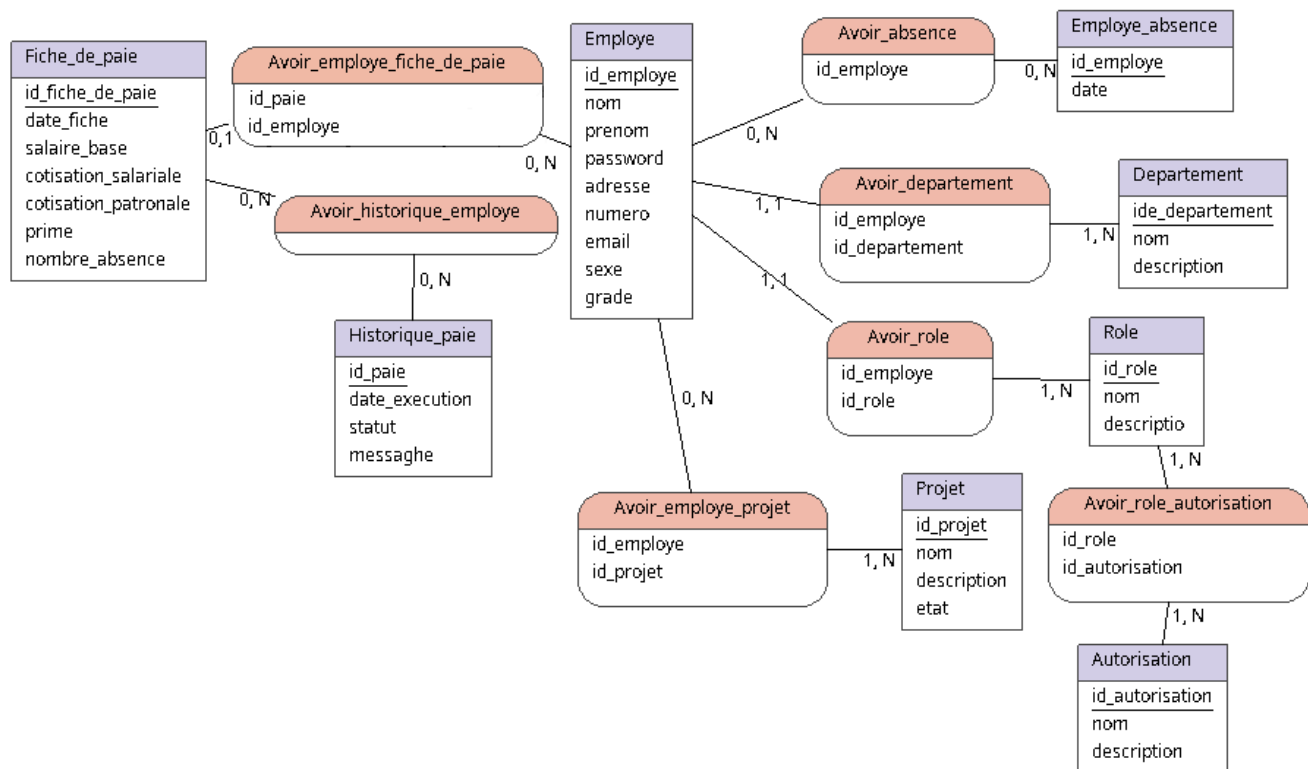 Fiche_de_paie
id_fiche_de_paie
date_fiche
salaire_base
cotisation_salariale
cotisation_patronale
prime
nombre_absence
0,1
0, N
Avoir_employe_fiche_de_paie
id_paie
id_employe
0, N
Avoir_historique_employe
0, N
Historique_paie
id_paie
date_execution
statut
messaghe
Employe
id_employe
nom
prenom
password
adresse
numero
email
sexe
grade
0, N
1, 1
1, 1
0, N
Avoir_absence
id_employe
0, N
Employe_absence
id_employe
date
Avoir_departement
id_employe
id_departement
1, N
Departement
ide_departement
nom
description
Avoir_role
id_employe
id_role
1, N
Role
id_role
nom
descriptio
1, N
Avoir_employe_projet
id_employe
id_projet
1, N
Projet
id_projet
nom
description
etat
Avoir_role_autorisation
id_role
id_autorisation
1, N
Autorisation
id_autorisation
nom
description